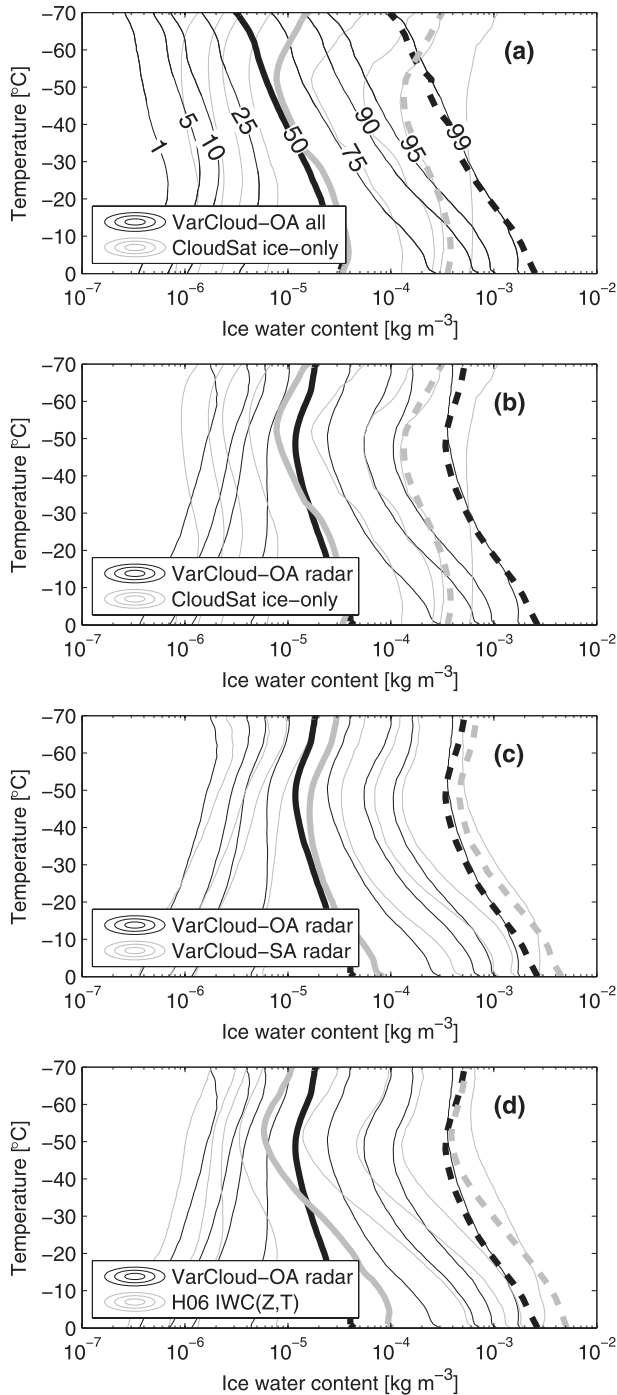 −70
−60
−50
−40
−30
−20
−10
0
Temperature [°C]
(a)
1
5
10
25
50
75
90
95
99
VarCloud−OA all
CloudSat ice−only
10−7 10−6 10−5 10−4 10−3 10−2
Ice water content [kg m−3]
−70
−60
−50
−40
−30
−20
−10
0
Temperature [°C]
(b)
VarCloud−OA radar
CloudSat ice−only
10−7 10−6 10−5 10−4 10−3 10−2
Ice water content [kg m−3]
−70
−60
−50
−40
−30
−20
−10
0
Temperature [°C]
(c)
VarCloud−OA radar
VarCloud−SA radar
10−7 10−6 10−5 10−4 10−3 10−2
Ice water content [kg m−3]
−70
−60
−50
−40
−30
−20
−10
0
Temperature [°C]
(d)
VarCloud−OA radar
H06 IWC(Z,T)
10−7 10−6 10−5 10−4 10−3 10−2
Ice water content [kg m−3]